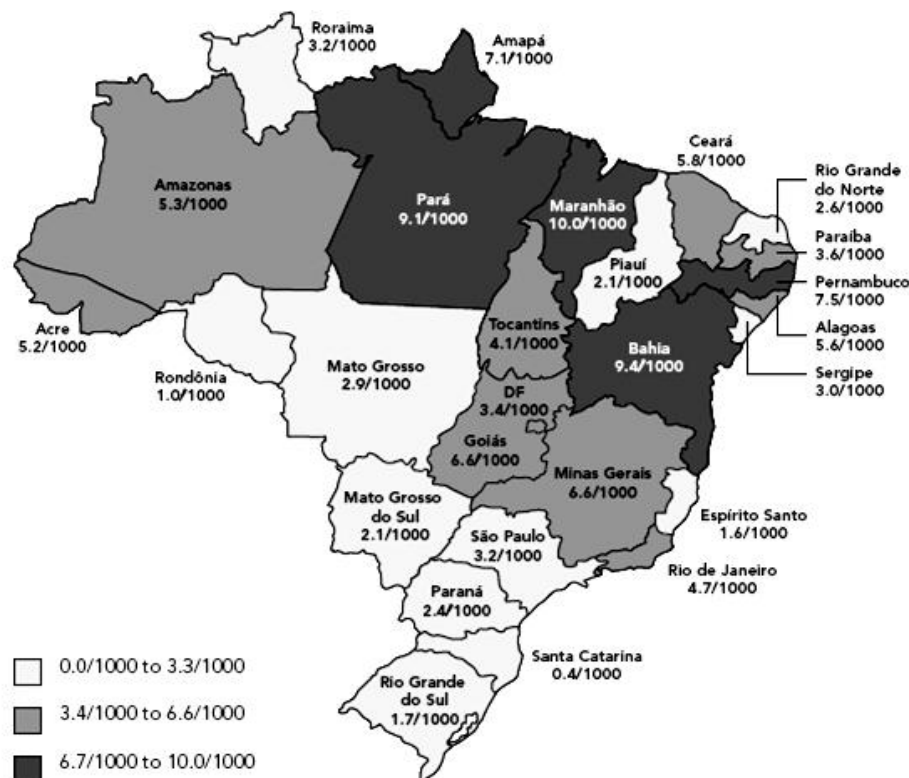 Roraima
3.2/1000
Amapá
7.1/1000
Ceará
5.8/1000
Rio Grande
do Norte
2.6/1000
Amazonas
5.3/1000
Pará
9.1/1000
Maranhão
10.0/1000
Piauí
2.1/1000
Paraíba
3.6/1000
Pernambuco
7.5/1000
Alagoas
5.6/1000
Sergipe
3.0/1000
Acre
5.2/1000
Rondônia
1.0/1000
Mato Grosso
2.9/1000
Tocantins
4.1/1000
Bahia
9.4/1000
DF
3.4/1000
Goiás
6.6/1000
Minas Gerais
6.6/1000
Mato Grosso
do Sul
2.1/1000
São Paulo
3.2/1000
Espírito Santo
1.6/1000
Rio de Janeiro
4.7/1000
Paraná
2.4/1000
Santa Catarina
0.4/1000
Rio Grande
do Sul
1.7/1000
0.0/1000 to 3.3/1000
3.4/1000 to 6.6/1000
6.7/1000 to 10.0/1000